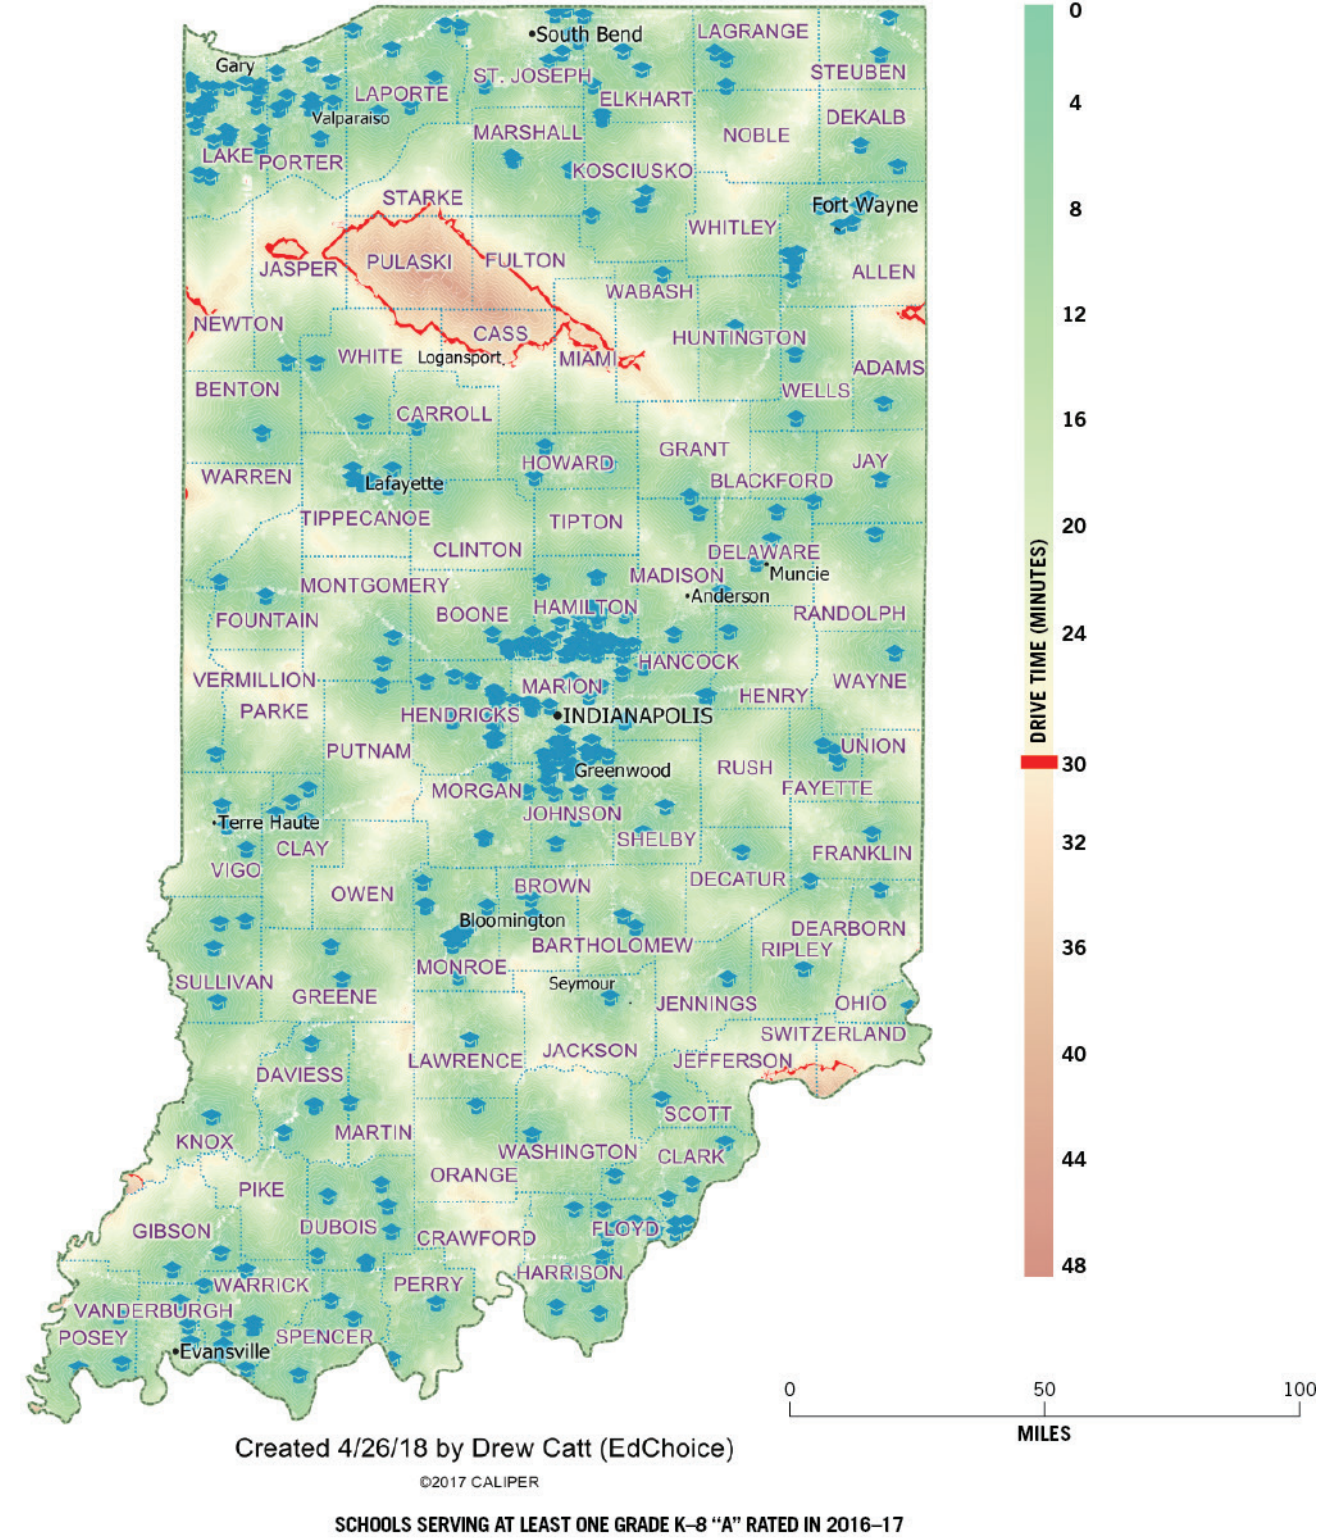 South Bend
LAGRANGE
Gary
ST. JOSEPH
STEUBEN
LAPORTE
ELKHART
Valparaiso
DEKALB
MARSHALL
NOBLE
LAKE
PORTER
KOSCIUSKO
STARKE
Fort Wayne
WHITLEY
JASPER
PULASKI
FULTON
ALLEN
WABASH
NEWTON
CASS
HUNTINGTON
WHITE
Logansport
MIAMI
ADAMS
BENTON
WELLS
CARROLL
GRANT
HOWARD
JAY
WARREN
Lafayette
BLACKFORD
TIPPECANOE
TIPTON
CLINTON
DELAWARE
MONTGOMERY
MADISON
Muncie
Anderson
FOUNTAIN
BOONE
HAMILTON
RANDOLPH
HANCOCK
VERMILLION
MARION
HENRY
WAYNE
PARKE
HENDRICKS
INDIANAPOLIS
PUTNAM
UNION
Greenwood
RUSH
MORGAN
FAYETTE
JOHNSON
Terre Haute
SHELBY
CLAY
FRANKLIN
VIGO
DECATUR
OWEN
BROWN
Bloomington
DEARBORN
BARTHOLOMEW
RIPLEY
MONROE
SULLIVAN
Seymour
GREENE
JENNINGS
OHIO
SWITZERLAND
LAWRENCE
JACKSON
JEFFERSON
DAVIESS
SCOTT
KNOX
MARTIN
WASHINGTON
CLARK
ORANGE
PIKE
GIBSON
DUBOIS
CRAWFORD
FLOYD
HARRISON
WARRICK
PERRY
VANDERBURGH
POSEY
SPENCER
Evansville
0
4
8
12
16
20
24
30
32
36
40
44
48
DRIVE TIME (MINUTES)
0 50 100
MILES
Created 4/26/18 by Drew Catt (EdChoice)
©2017 CALIPER
SCHOOLS SERVING AT LEAST ONE GRADE K–8 “A” RATED IN 2016–17